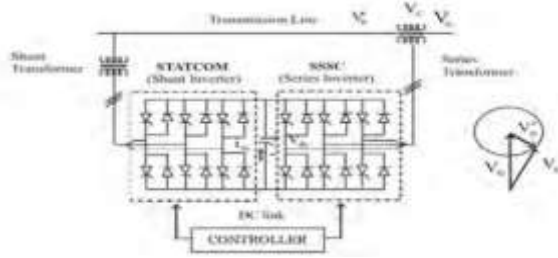 Transmission Line
Shunt
Transformer
STATCOM
(Shunt Inverter)
SSSC
(Series Inverter)
Series
Transformer
DC link
CONTROLLER